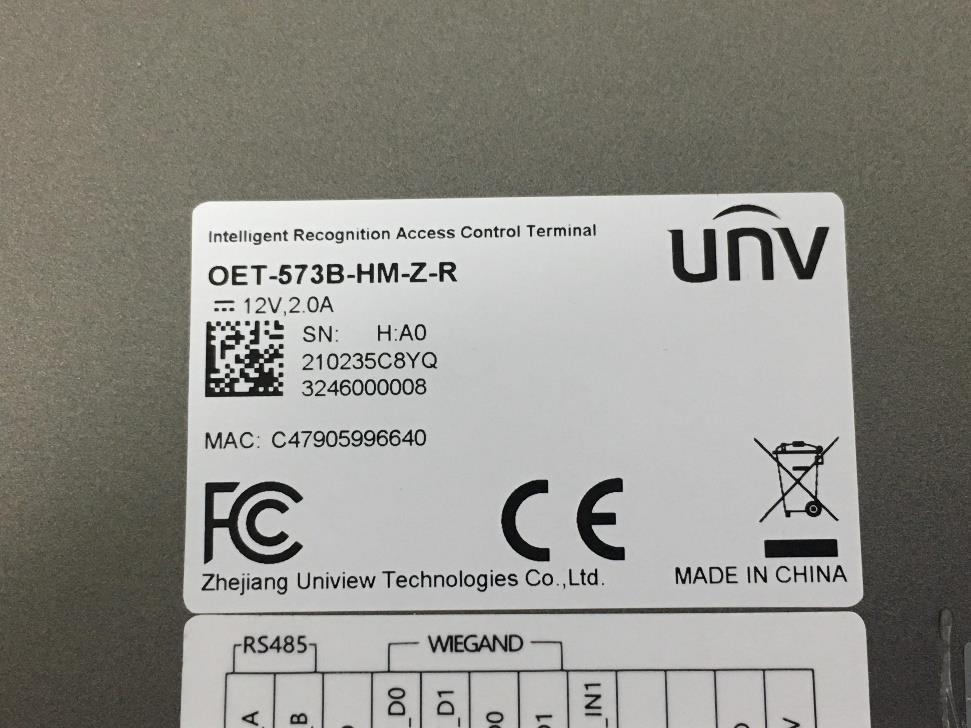 Intelligent Recognition Access Control Terminal
unv
OET-573B-HM-Z-R
12V,2.0A
SN: H:A0
210235C8YQ
3246000008
MAC: C47905996640
FC
CE
Zhejiang Uniview Technologies Co.,Ltd.
MADE IN CHINA
RS485
WIEGAND
A
B
_D0
_D1
_IN1